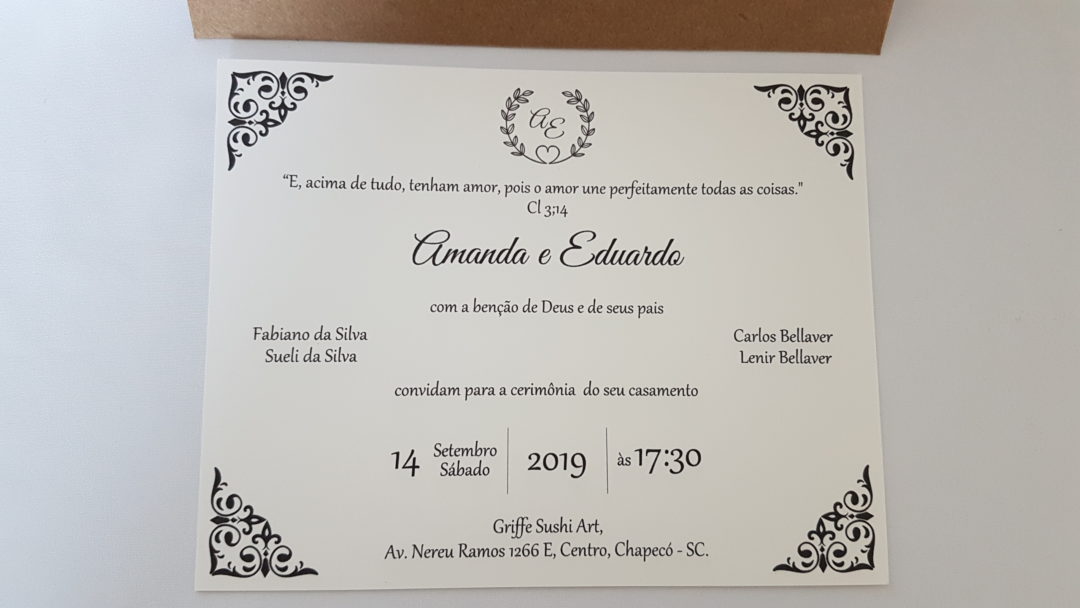 AE
“E, acima de tudo, tenham amor, pois o amor une perfeitamente todas as coisas."
Cl 3;14
Amanda e Eduardo
com a benção de Deus e de seus pais
Fabiano da Silva
Sueli da Silva
Carlos Bellaver
Lenir Bellaver
convidam para a cerimônia do seu casamento
14 Setembro Sábado 2019 às 17:30
Griffe Sushi Art,
Av. Nereu Ramos 1266 E, Centro, Chapecó - SC.